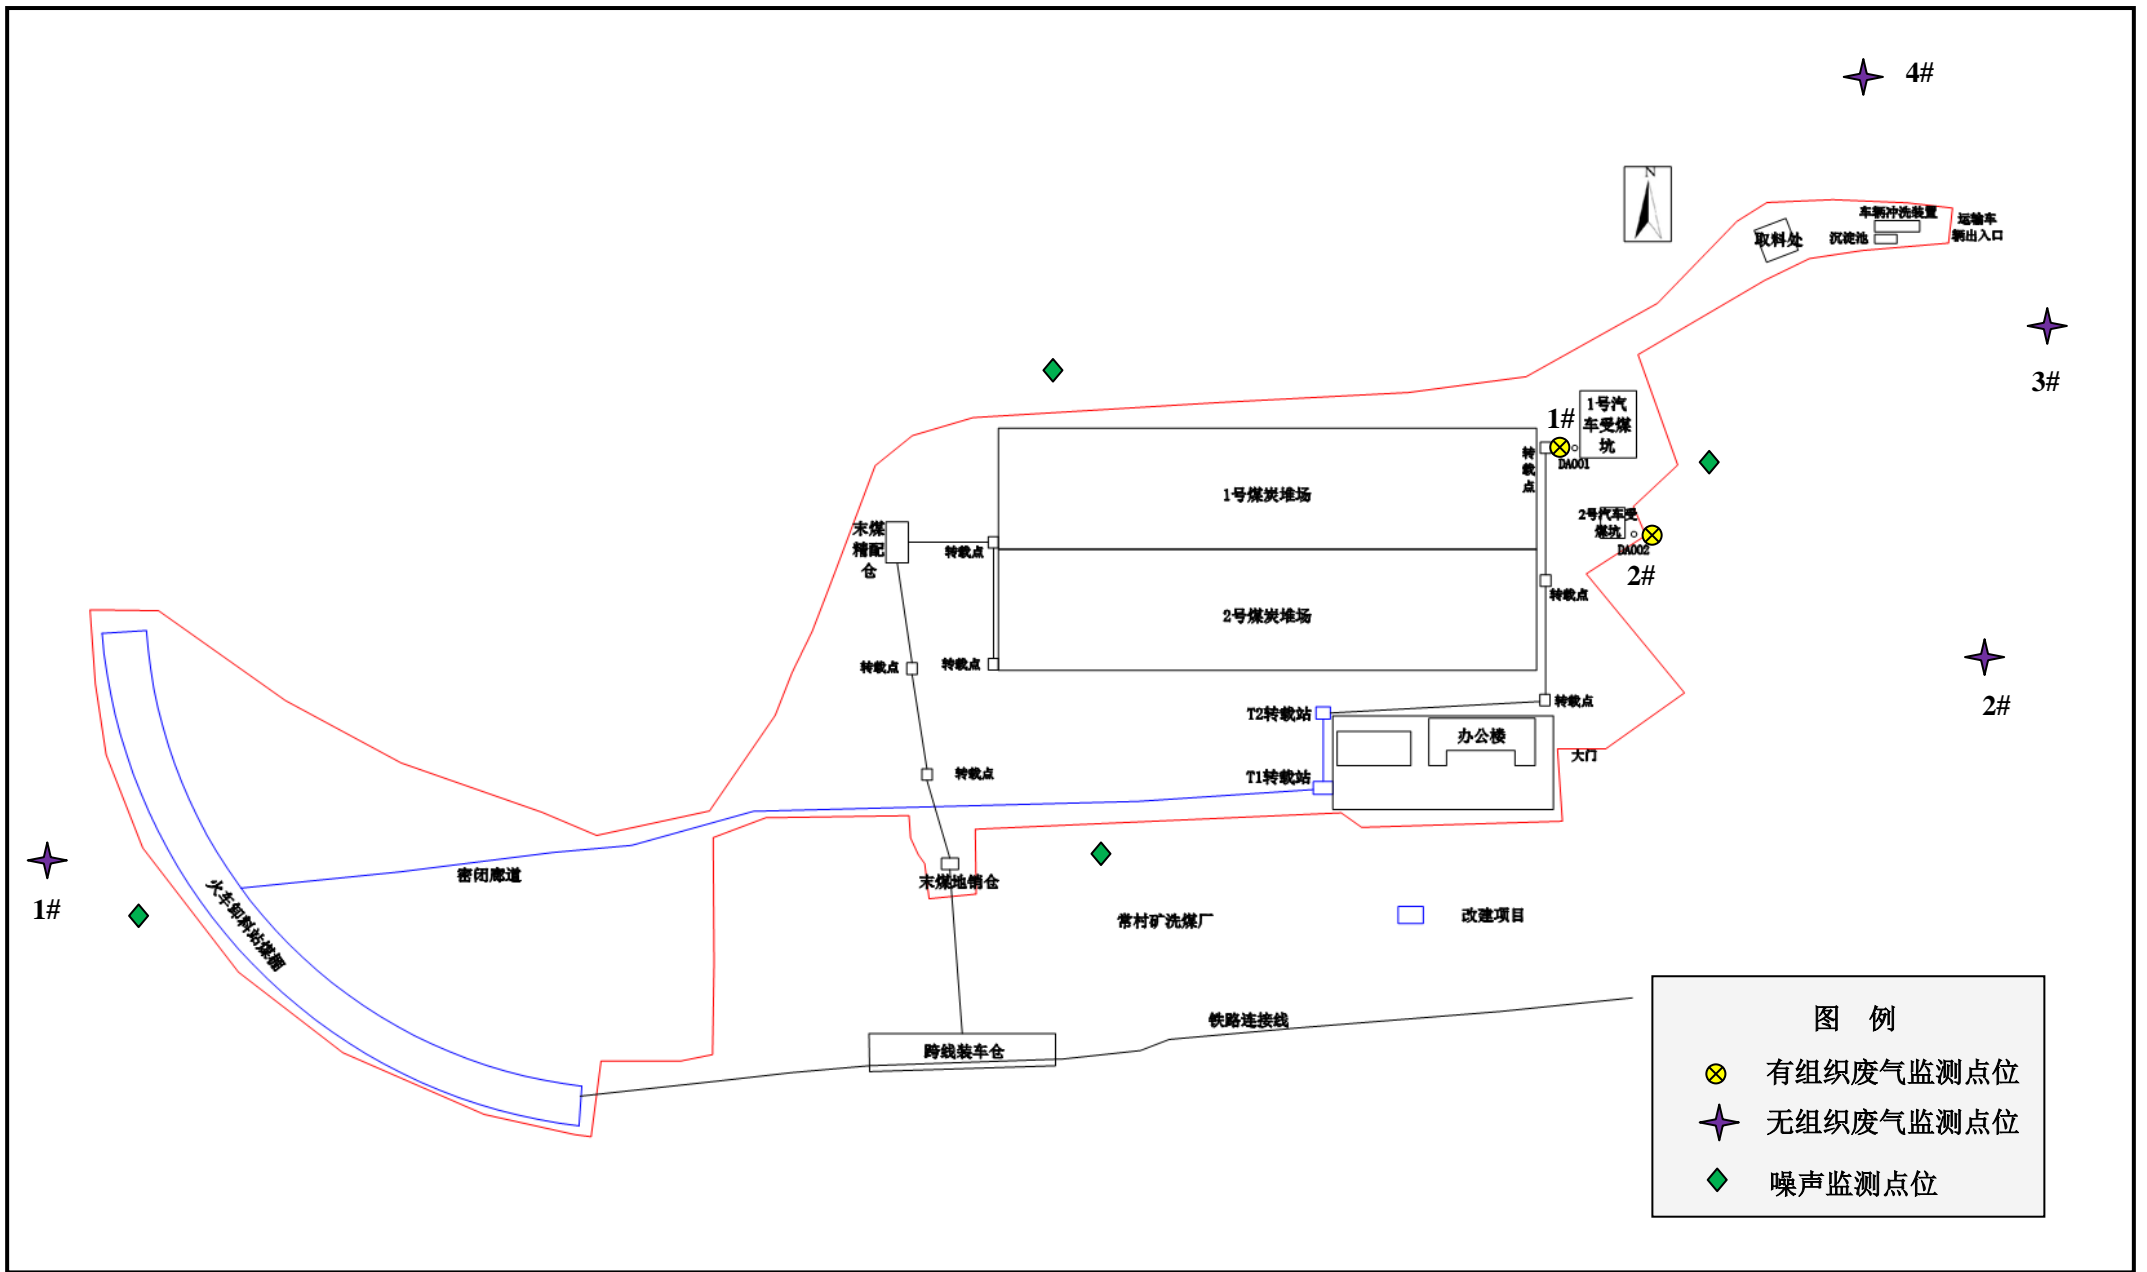 4#
N
车辆冲洗装置
运输车
辆出入口
取料处
沉淀池
3#
1#
1号汽
车受煤
坑
DA001
转
载
点
1号煤炭堆场
2号汽车受
煤坑
DA002
2#
末煤
精配
仓
转载点
转载点
2号煤炭堆场
转载点
转载点
2#
转载点
T2转载站
办公楼
大门
转载点
T1转载站
1#
密闭廊道
火车卸料站煤棚
末煤地销仓
常村矿洗煤厂
改建项目
铁路连接线
跨线装车仓
图 例
有组织废气监测点位
无组织废气监测点位
噪声监测点位